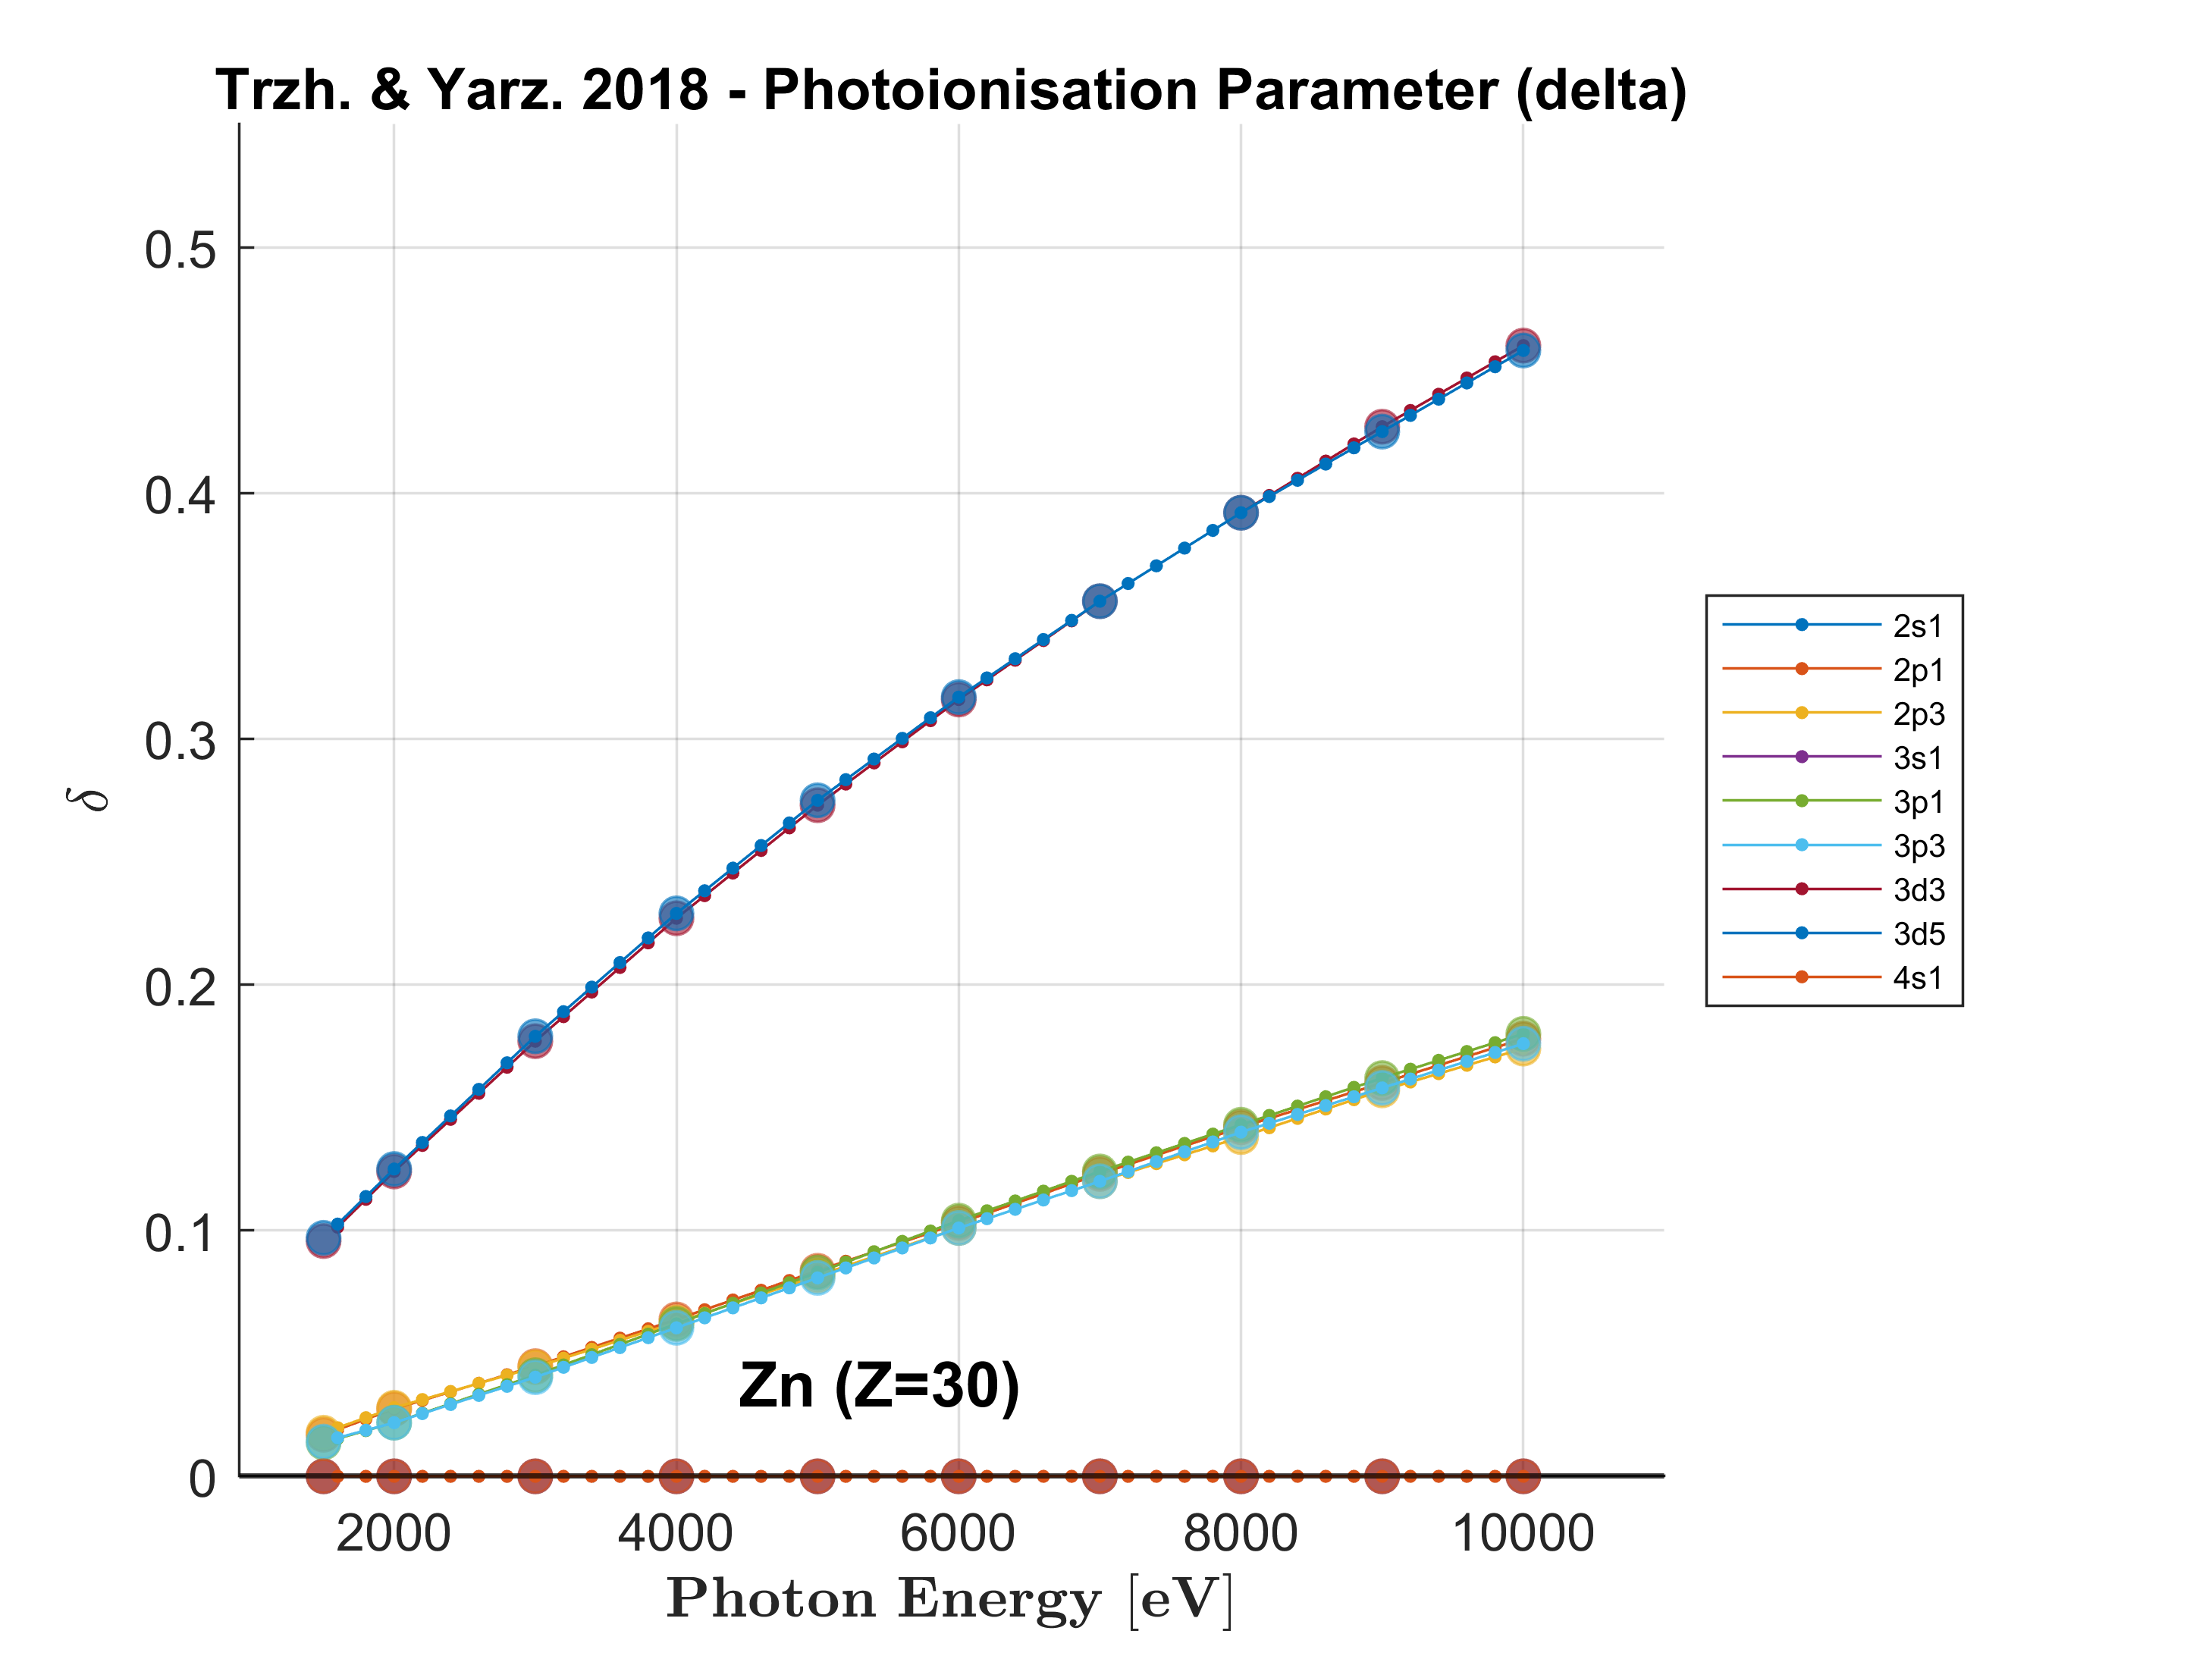 Trzh. & Yarz. 2018 - Photoionisation Parameter (delta)
0.5
0.4
0.3
0.2
0.1
0
δ
2000 4000 6000 8000 10000
Photon Energy [eV]
Zn (Z=30)
2s1
2p1
2p3
3s1
3p1
3p3
3d3
3d5
4s1